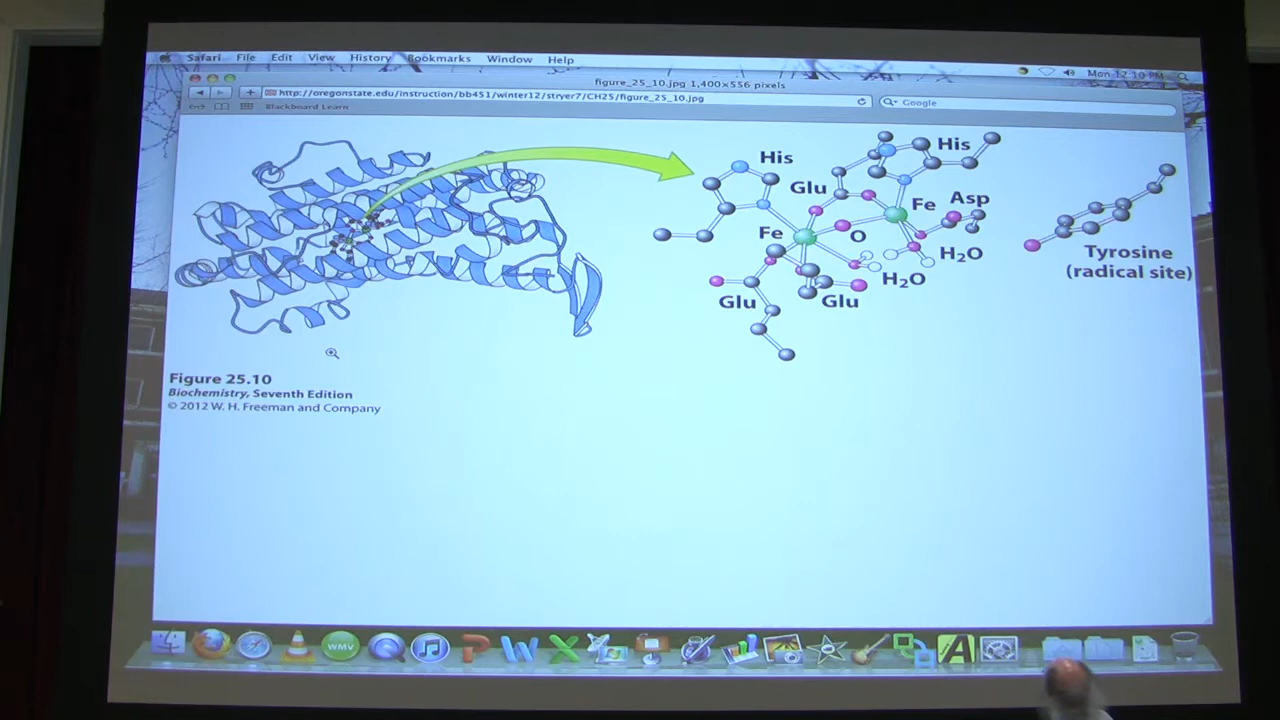 Safari File Edit View History Bookmarks Window Help
Mon 12:10 PM
figure_25_10.jpg 1,400×556 pixels
http://oregonstate.edu/instruction/bb451/winter12/stryer7/CH25/figure_25_10.jpg
Google
Blackboard Learn
His
His
Glu
Fe
Asp
Fe
O
H2O
Tyrosine
(radical site)
H2O
Glu
Glu
Figure 25.10
Biochemistry, Seventh Edition
© 2012 W. H. Freeman and Company
WMV
P
W
X
A